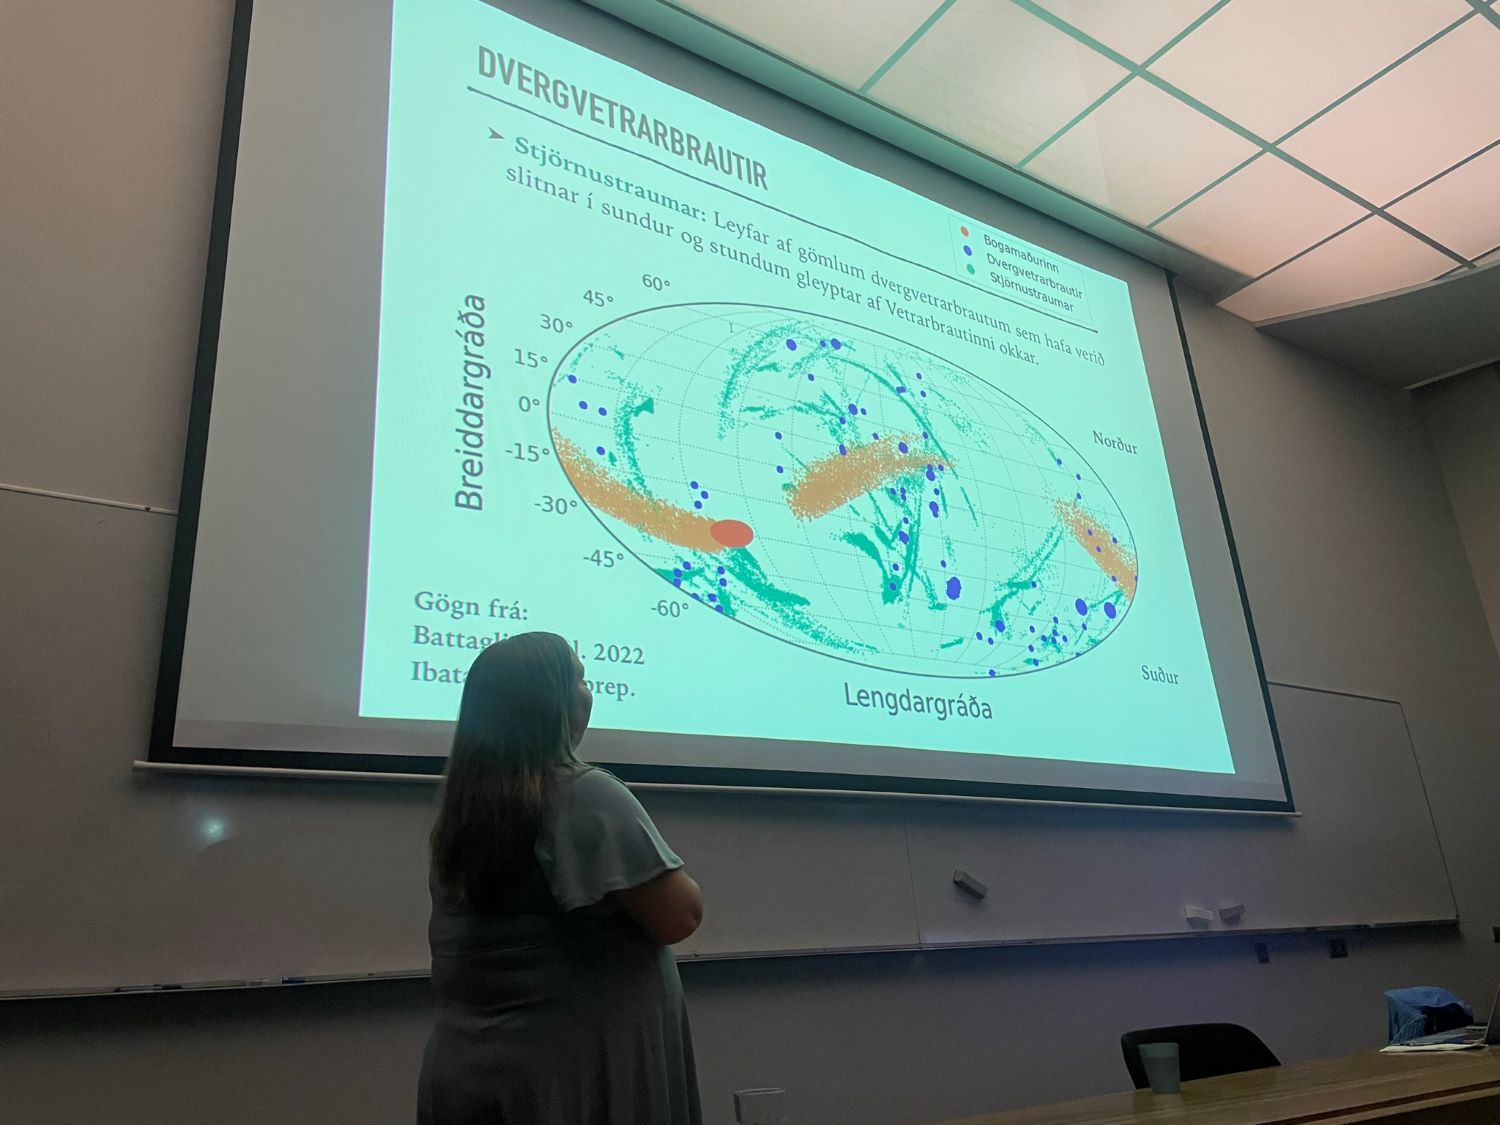 DVERGVETRARBRAUTIR
➤ Stjörnustraumar: Leyfar af gömlum dvergvetrarbrautum sem hafa verið
slitnar í sundur og stundum gleyptar af Vetrarbrautinni okkar.
Bogamaðurinn
Dvergvetrarbrautir
Stjörnustraumar
60°
45°
30°
15°
0°
-15°
-30°
-45°
-60°
Breiddargráða
Norður
Suður
Lengdargráða
Gögn frá:
2022
prep.